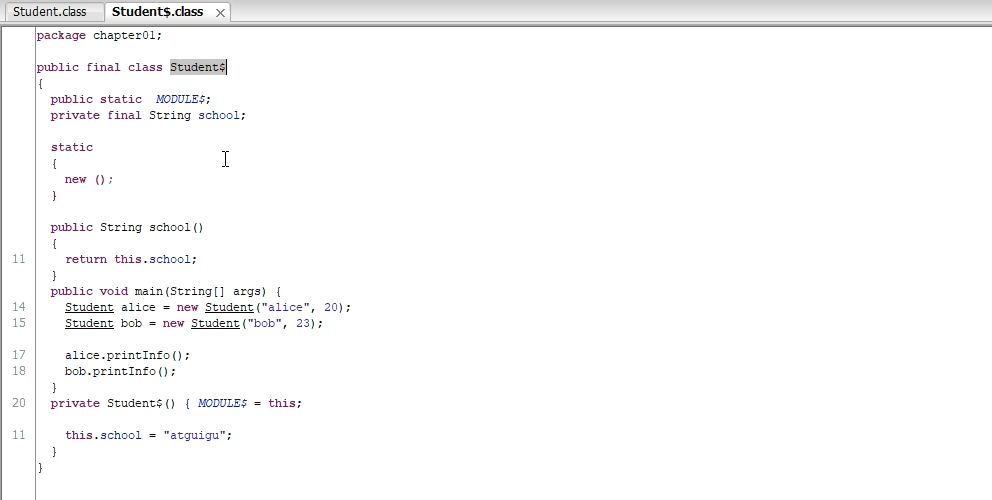 Student.class Student$.class
package chapter01;
public final class Student$
{
public static MODULE$;
private final String school;
static
{
new ();
}
public String school()
{
11 return this.school;
}
public void main(String[] args) {
14 Student alice = new Student("alice", 20);
15 Student bob = new Student("bob", 23);
17 alice.printInfo();
18 bob.printInfo();
}
20 private Student$() { MODULE$ = this;
11 this.school = "atguigu";
}
}